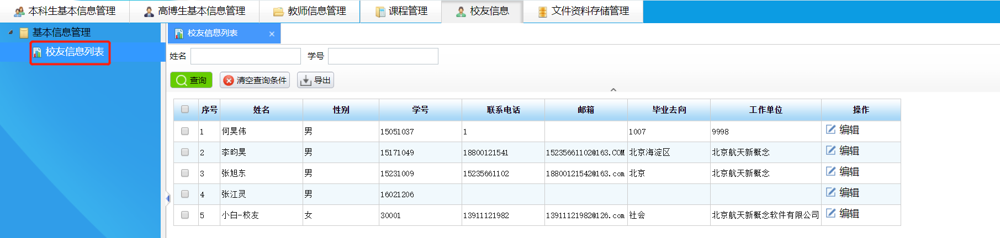 本科生基本信息管理 高博生基本信息管理 教师信息管理 课程管理 校友信息 文件资料存储管理
基本信息管理 校友信息列表
校友信息列表
姓名 学号
查询 清空查询条件 导出
序号 姓名 性别 学号 联系电话 邮箱 毕业去向 工作单位 操作
1 何昊伟 男 15051037 1 1007 9998 编辑
2 李昀昊 男 15171049 18800121541 15235661102@163.COM 北京海淀区 北京航天新概念 编辑
3 张旭东 男 15231009 15235661102 18800121542@163.com 北京 北京航天新概念 编辑
4 张江灵 男 16021206 编辑
5 小白-校友 女 30001 13911121982 13911121982@126.com 社会 北京航天新概念软件有限公司 编辑